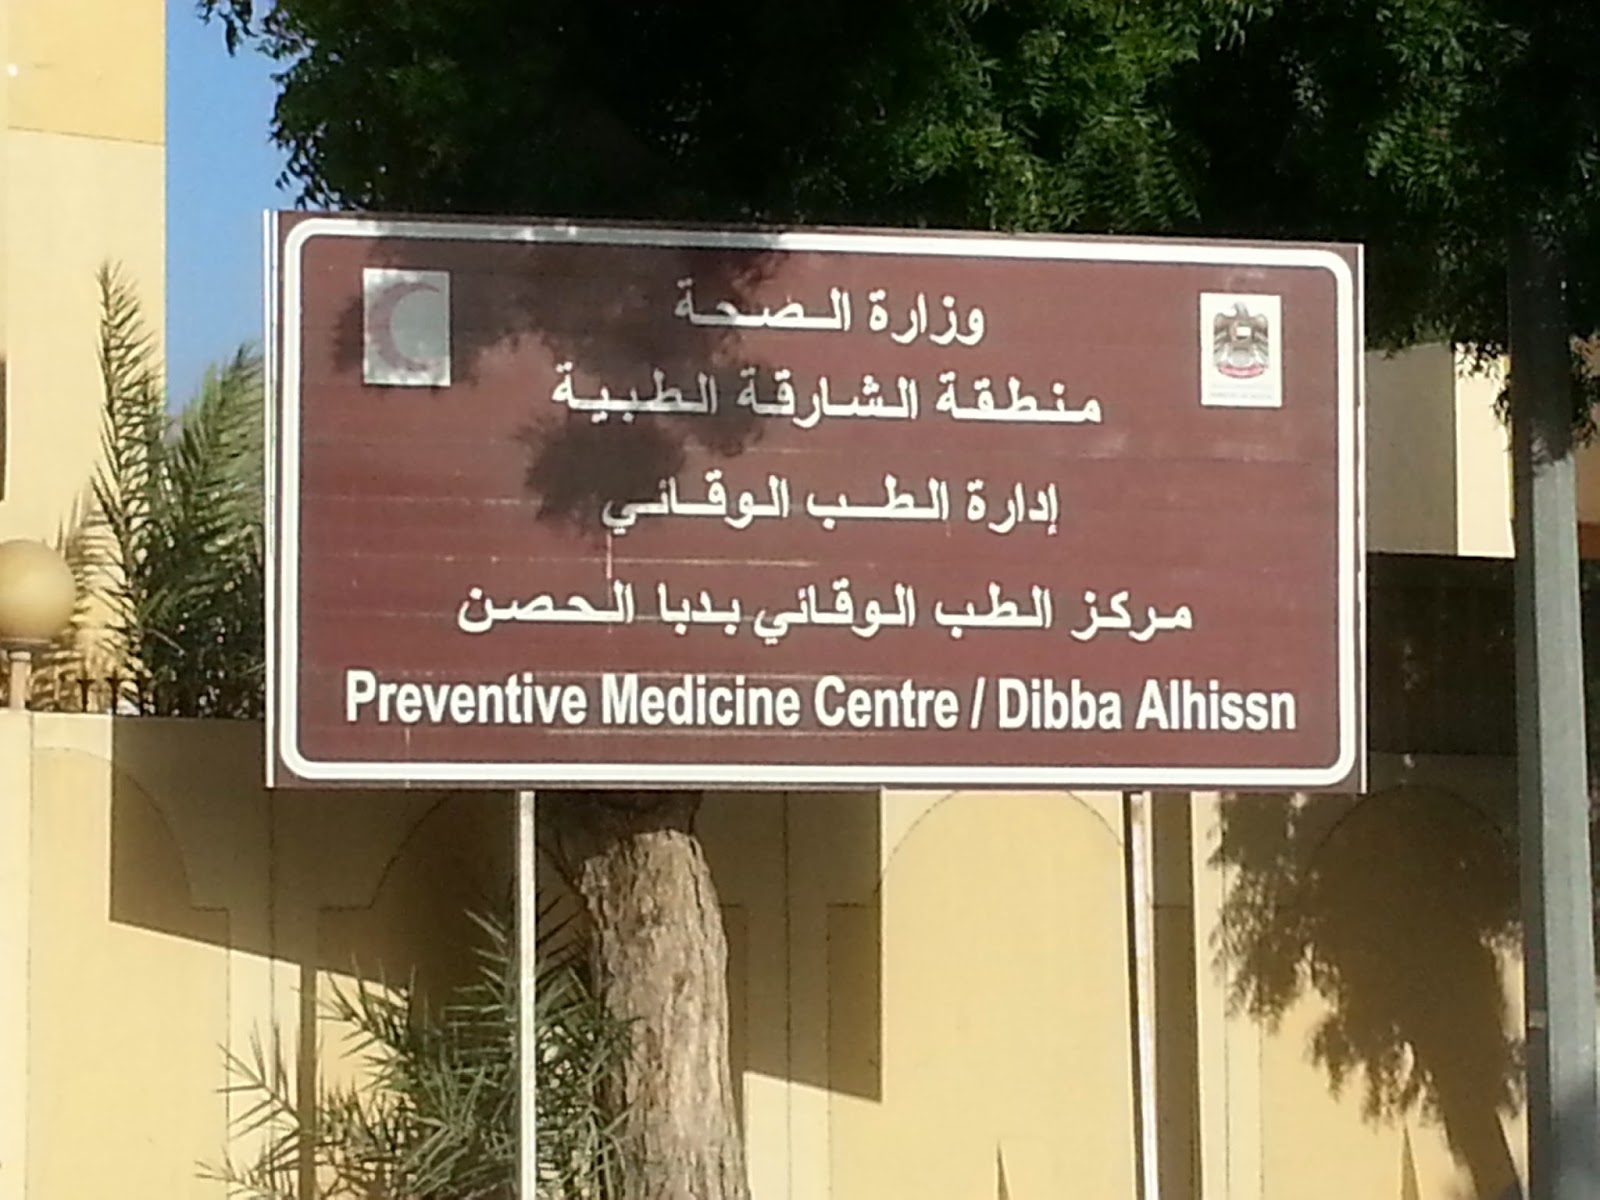 وزارة الصحة
منطقة الشارقة الطبية
إدارة الطب الوقائي
مركز الطب الوقائي بدبا الحصن
Preventive Medicine Centre / Dibba Alhissn